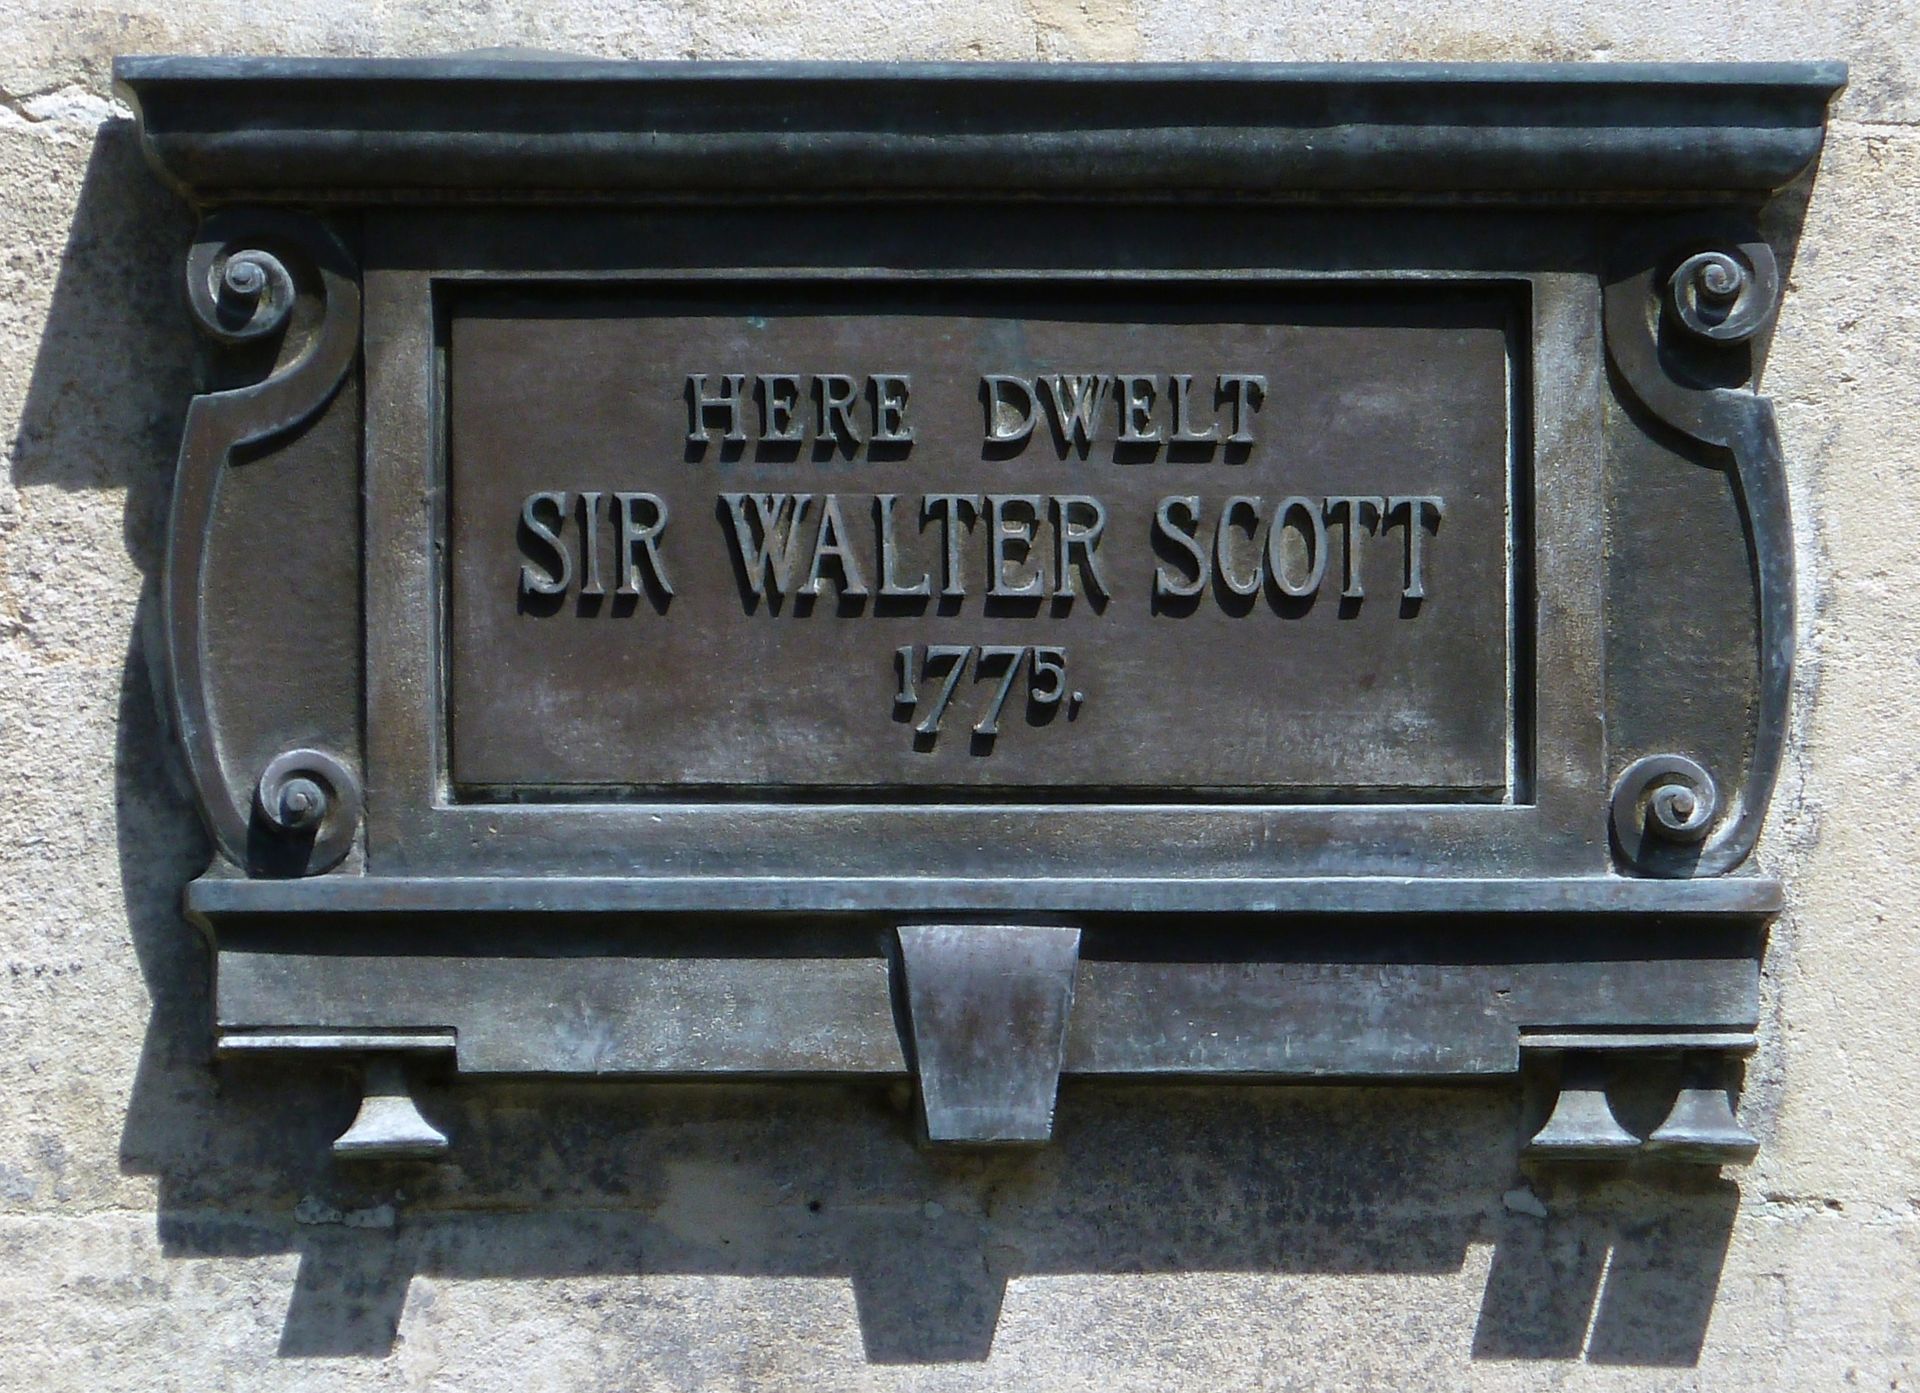 HERE DWELT
SIR WALTER SCOTT
1775.